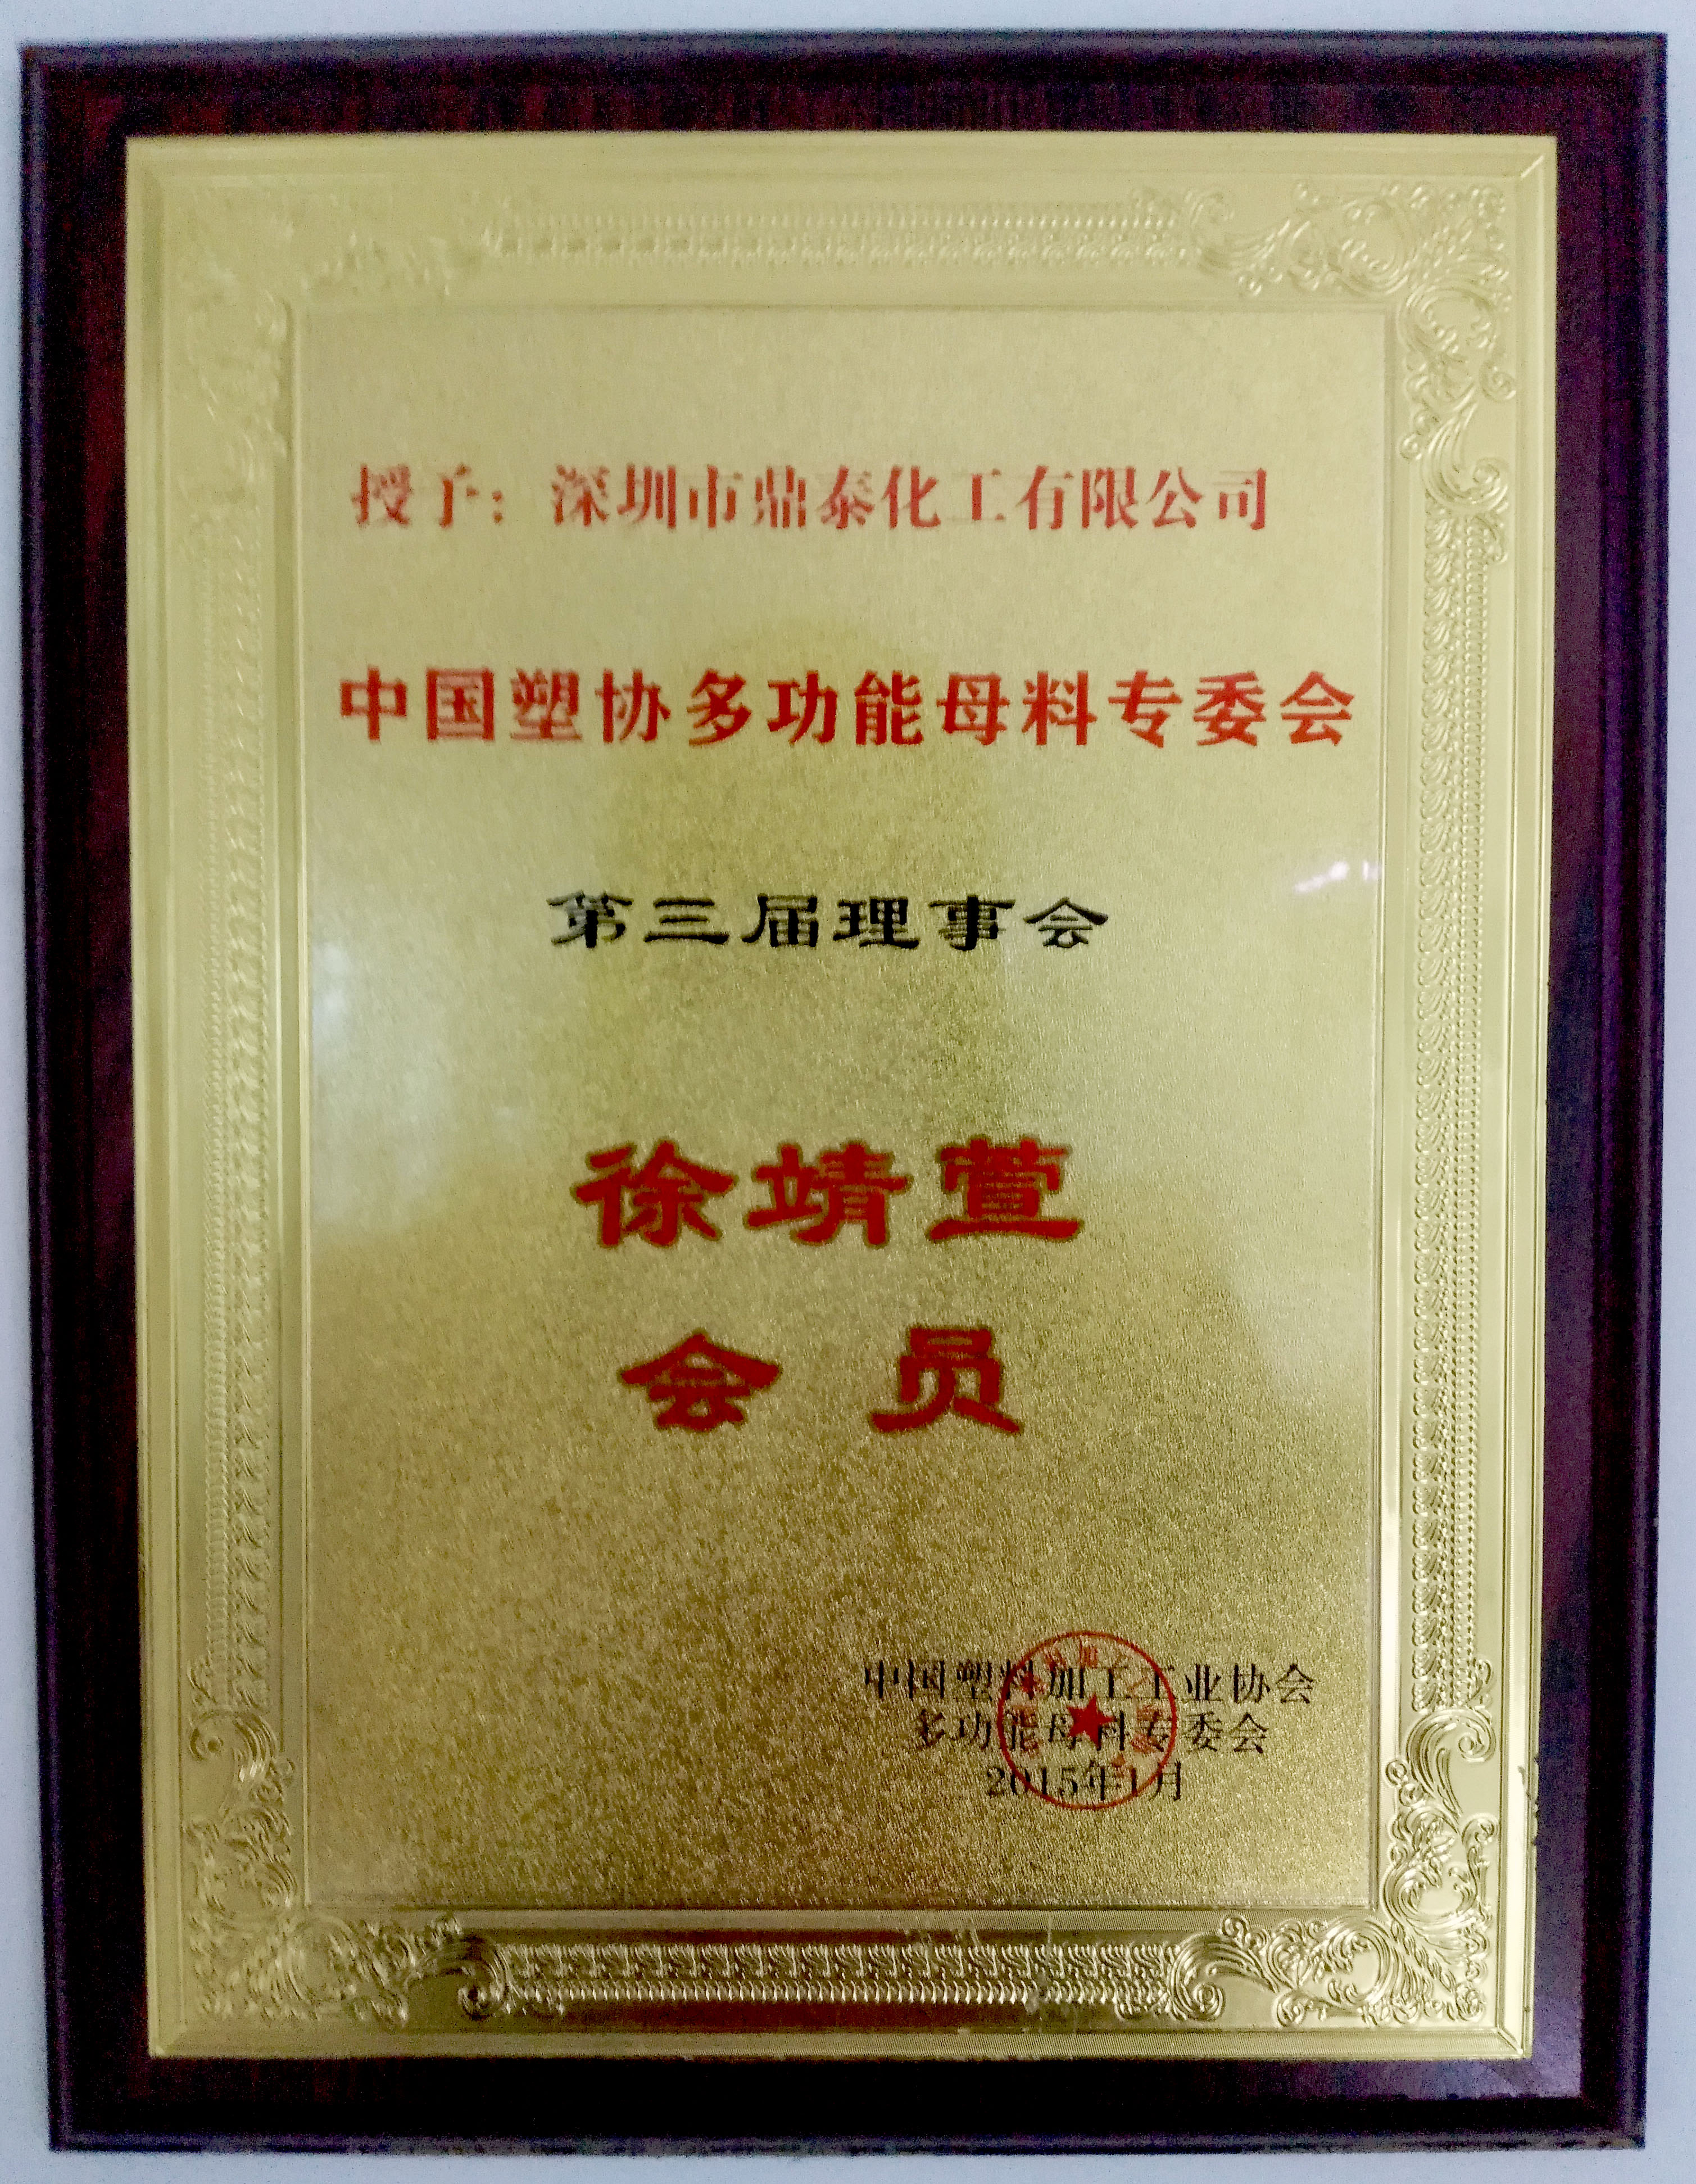 授予：深圳市鼎泰化工有限公司
中国塑协多功能母料专委会
第三届理事会
徐靖萱
会员
中国塑料加工工业协会
多功能母料专委会
2015年1月